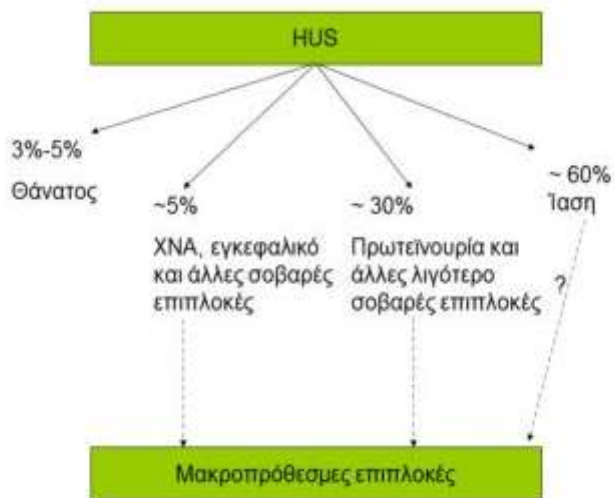 HUS
3%-5%
Θάνατος
~5%
ΧΝΑ, εγκεφαλικό
και άλλες σοβαρές
επιπλοκές
~ 30%
Πρωτεϊνουρία και
άλλες λιγότερο
σοβαρές επιπλοκές
~ 60%
Ίαση
?
Μακροπρόθεσμες επιπλοκές